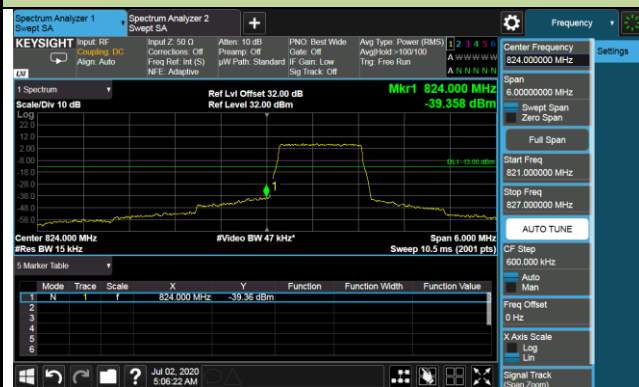 Spectrum Analyzer 1
Swept SA
Spectrum Analyzer 2
Swept SA
+
Frequency
KEYSIGHT
Input: RF
Coupling: DC
Align: Auto
Input Z: 50 Ω
Corrections: Off
Freq Ref: Int (S)
NFE: Adaptive
Atten: 10 dB
Preamp: Off
µW Path: Standard
PNO: Best Wide
Gate: Off
IF Gain: Low
Sig Track: Off
Avg Type: Power (RMS)
Avg|Hold:>100/100
Trig: Free Run
1 2 3 4 5 6
A W W W W W
A N N N N N
LXI
1 Spectrum
Scale/Div 10 dB
Log
Ref Lvl Offset 32.00 dB
Ref Level 32.00 dBm
Mkr1 824.000 MHz
-39.358 dBm
22.0
12.0
2.00
-8.00
-18.0
-28.0
-38.0
-48.0
-58.0
DL1 -13.00 dBm
1
Center 824.000 MHz
#Res BW 15 kHz
#Video BW 47 kHz*
Span 6.000 MHz
Sweep 10.5 ms (2001 pts)
5 Marker Table
Mode Trace Scale X Y Function Function Width Function Value
1 N 1 f 824.000 MHz -39.36 dBm
2
3
4
5
6
Center Frequency
824.000000 MHz
Settings
Span
6.00000000 MHz
Swept Span
Zero Span
Full Span
Start Freq
821.000000 MHz
Stop Freq
827.000000 MHz
AUTO TUNE
CF Step
600.000 kHz
Auto
Man
Freq Offset
0 Hz
X Axis Scale
Log
Lin
Signal Track
(Span Zoom)
?
Jul 02, 2020
5:06:22 AM